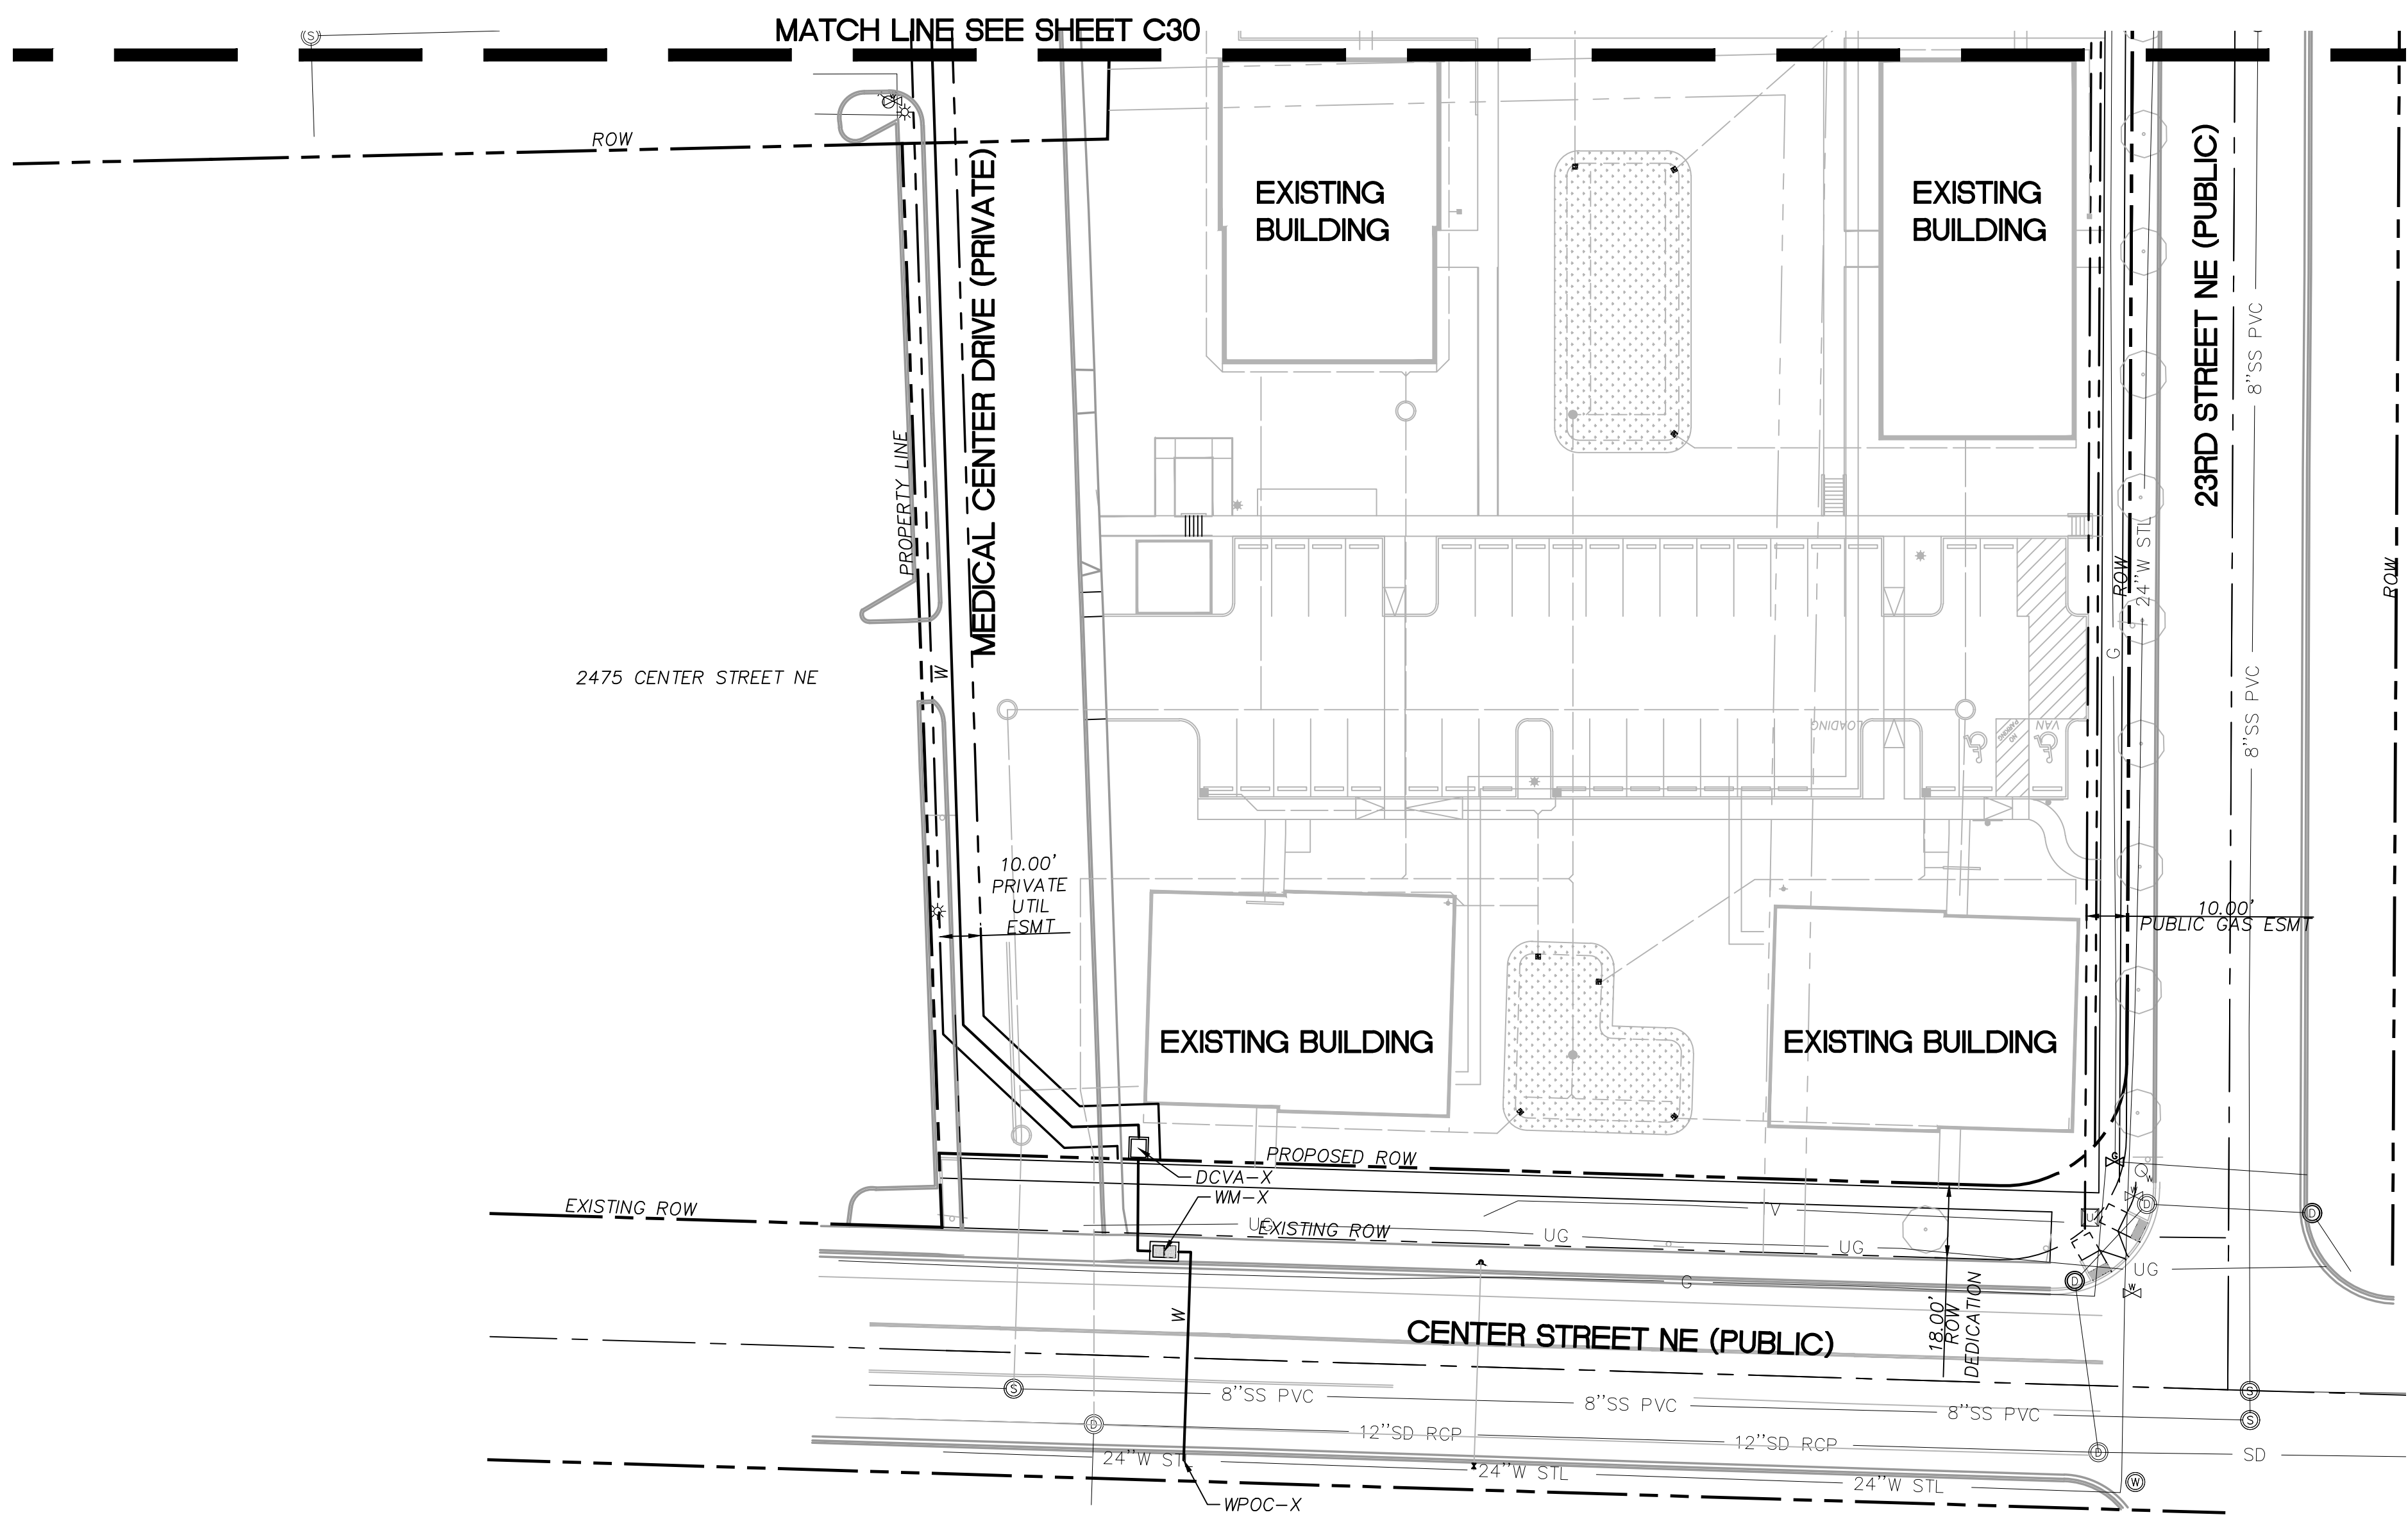 MATCH LINE SEE SHEET C30
S
ROW
W
MEDICAL CENTER DRIVE (PRIVATE)
EXISTING
BUILDING
EXISTING
BUILDING
23RD STREET NE (PUBLIC)
8"SS PVC
PROPERTY LINE
ROW
24"W STL
ROW
G
W
2475 CENTER STREET NE
8"SS PVC
LOADING
NO
PARKING
VAN
10.00'
PRIVATE
UTIL
ESMT
10.00'
PUBLIC GAS ESMT
EXISTING BUILDING
EXISTING BUILDING
PROPOSED ROW
DCVA-X
WM-X
EXISTING ROW
UG
EXISTING ROW
UG
UG
TV
U
G
W
W
D
D
D
UG
W
G
18.00'
ROW
DEDICATION
W
CENTER STREET NE (PUBLIC)
S
8"SS PVC
8"SS PVC
8"SS PVC
S
S
D
12"SD RCP
12"SD RCP
D
SD
24"W STL
24"W STL
24"W STL
W
WPOC-X